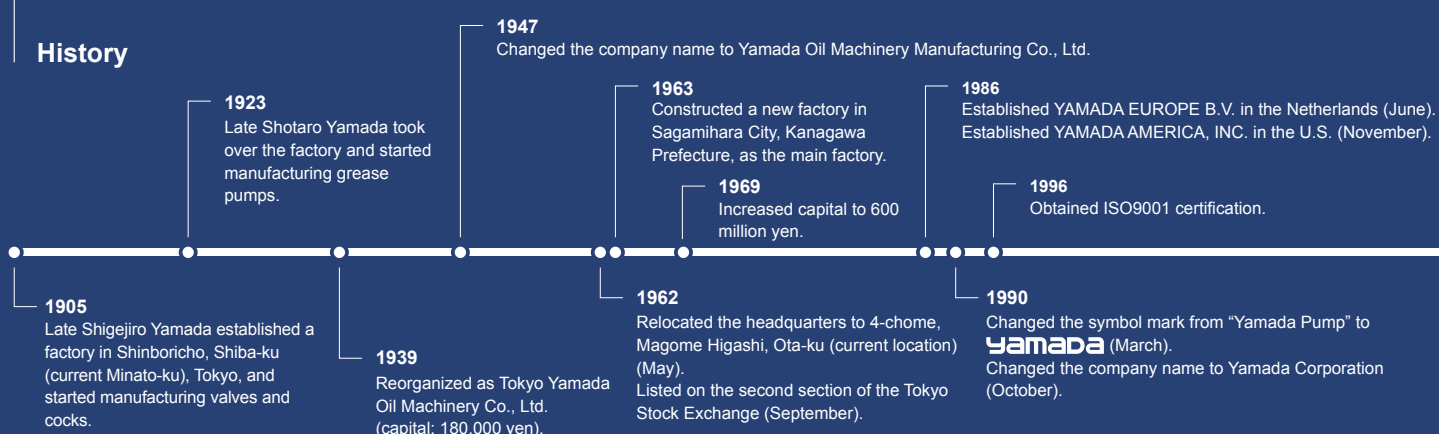 History
1905
Late Shigejiro Yamada established a
factory in Shinboricho, Shiba-ku
(current Minato-ku), Tokyo, and
started manufacturing valves and
cocks.
1923
Late Shotaro Yamada took
over the factory and started
manufacturing grease
pumps.
1939
Reorganized as Tokyo Yamada
Oil Machinery Co., Ltd.
(capital: 180,000 yen).
1947
Changed the company name to Yamada Oil Machinery Manufacturing Co., Ltd.
1962
Relocated the headquarters to 4-chome,
Magome Higashi, Ota-ku (current location)
(May).
Listed on the second section of the Tokyo
Stock Exchange (September).
1963
Constructed a new factory in
Sagamihara City, Kanagawa
Prefecture, as the main factory.
1969
Increased capital to 600
million yen.
1986
Established YAMADA EUROPE B.V. in the Netherlands (June).
Established YAMADA AMERICA, INC. in the U.S. (November).
1990
Changed the symbol mark from “Yamada Pump” to
yamada (March).
Changed the company name to Yamada Corporation
(October).
1996
Obtained ISO9001 certification.